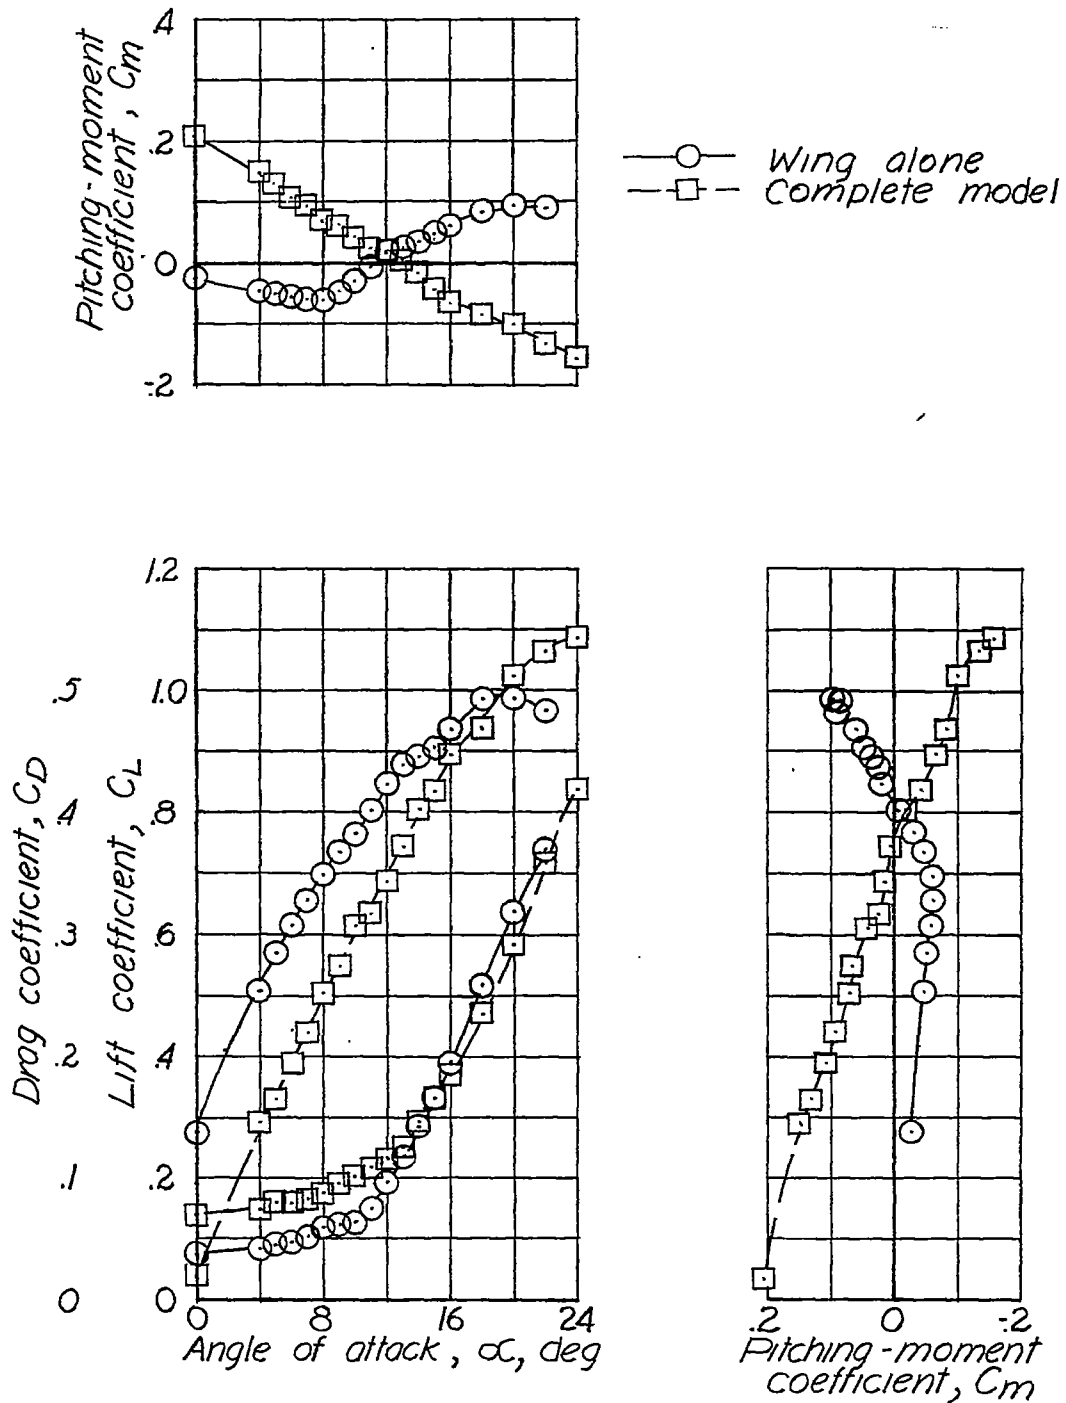 .4
.2
0
-.2
Pitching-moment
coefficient, Cm
Wing alone
Complete model
1.2
1.0
.8
.6
.4
.2
0
Lift coefficient, CL
.5
.4
.3
.2
.1
0
Drag coefficient, CD
0 8 16 24
Angle of attack, α, deg
.2 0 -.2
Pitching-moment
coefficient, Cm